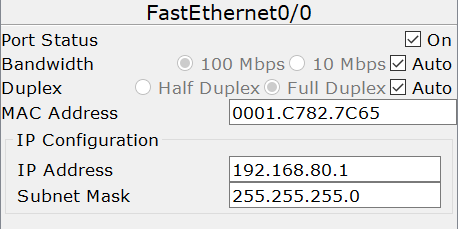 FastEthernet0/0
Port Status On
Bandwidth 100 Mbps 10 Mbps Auto
Duplex Half Duplex Full Duplex Auto
MAC Address 0001.C782.7C65
IP Configuration
IP Address 192.168.80.1
Subnet Mask 255.255.255.0